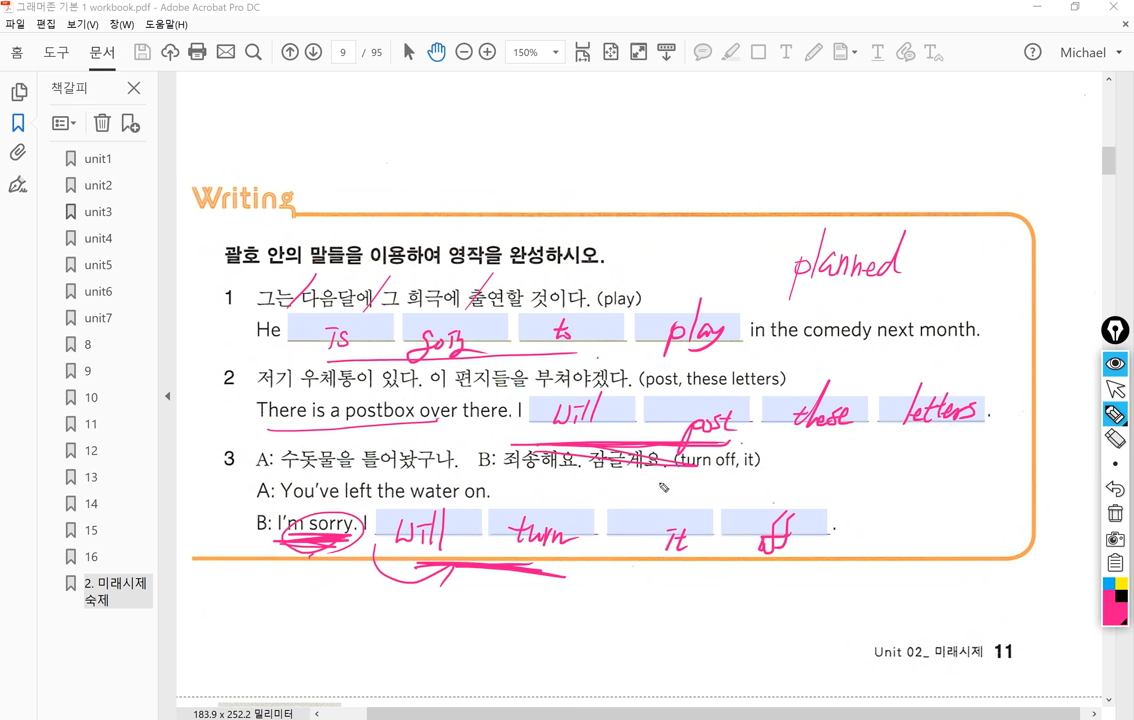 그래머존 기본 1 workbook.pdf - Adobe Acrobat Pro DC
파일 편집 보기(V) 창(W) 도움말(H)
홈 도구 문서 9 / 95 150% Michael
책갈피
unit1
unit2
unit3
unit4
unit5
unit6
unit7
8
9
10
11
12
13
14
15
16
2. 미래시제
숙제
Writing
괄호 안의 말들을 이용하여 영작을 완성하시오.
planned
1 그는 다음달에 그 희극에 출연할 것이다. (play)
He is going to play in the comedy next month.
2 저기 우체통이 있다. 이 편지들을 부쳐야겠다. (post, these letters)
There is a postbox over there. I will post these letters.
3 A: 수돗물을 틀어놨구나. B: 죄송해요. 잠글게요. (turn off, it)
A: You've left the water on.
B: I'm sorry. I will turn it off.
Unit 02_ 미래시제 11
183.9 x 252.2 밀리미터